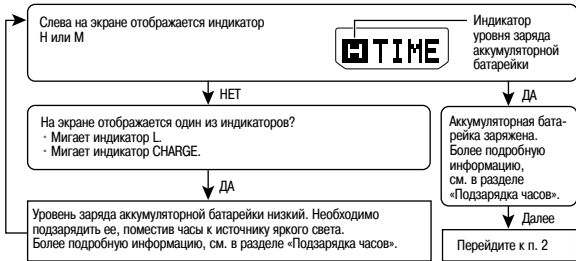 Слева на экране отображается индикатор
H или M
H TIME
Индикатор
уровня заряда
аккумуляторной
батарейки
НЕТ
ДА
На экране отображается один из индикаторов?
· Мигает индикатор L.
· Мигает индикатор CHARGE.
Аккумуляторная бата-
рейка заряжена.
Более подробную
информацию,
см. в разделе
«Подзарядка часов».
ДА
Уровень заряда аккумуляторной батарейки низкий. Необходимо
подзарядить ее, поместив часы к источнику яркого света.
Более подробную информацию, см. в разделе «Подзарядка часов».
Далее
Перейдите к п. 2